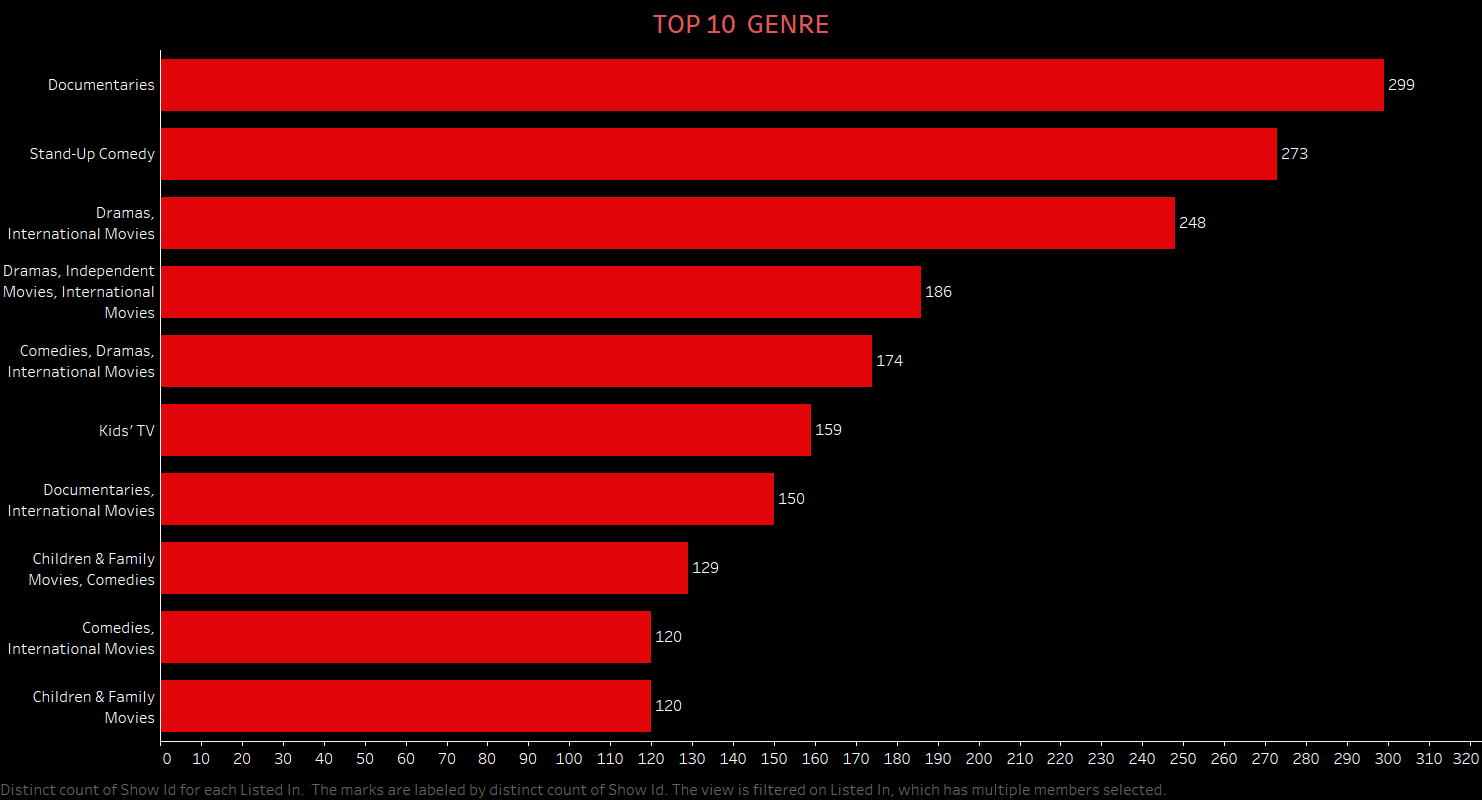 TOP 10 GENRE
Documentaries
299
Stand-Up Comedy
273
Dramas,
International Movies
248
Dramas, Independent
Movies, International
Movies
186
Comedies, Dramas,
International Movies
174
Kids’ TV
159
Documentaries,
International Movies
150
Children & Family
Movies, Comedies
129
Comedies,
International Movies
120
Children & Family
Movies
120
0 10 20 30 40 50 60 70 80 90 100 110 120 130 140 150 160 170 180 190 200 210 220 230 240 250 260 270 280 290 300 310 320
Distinct count of Show Id for each Listed In. The marks are labeled by distinct count of Show Id. The view is filtered on Listed In, which has multiple members selected.